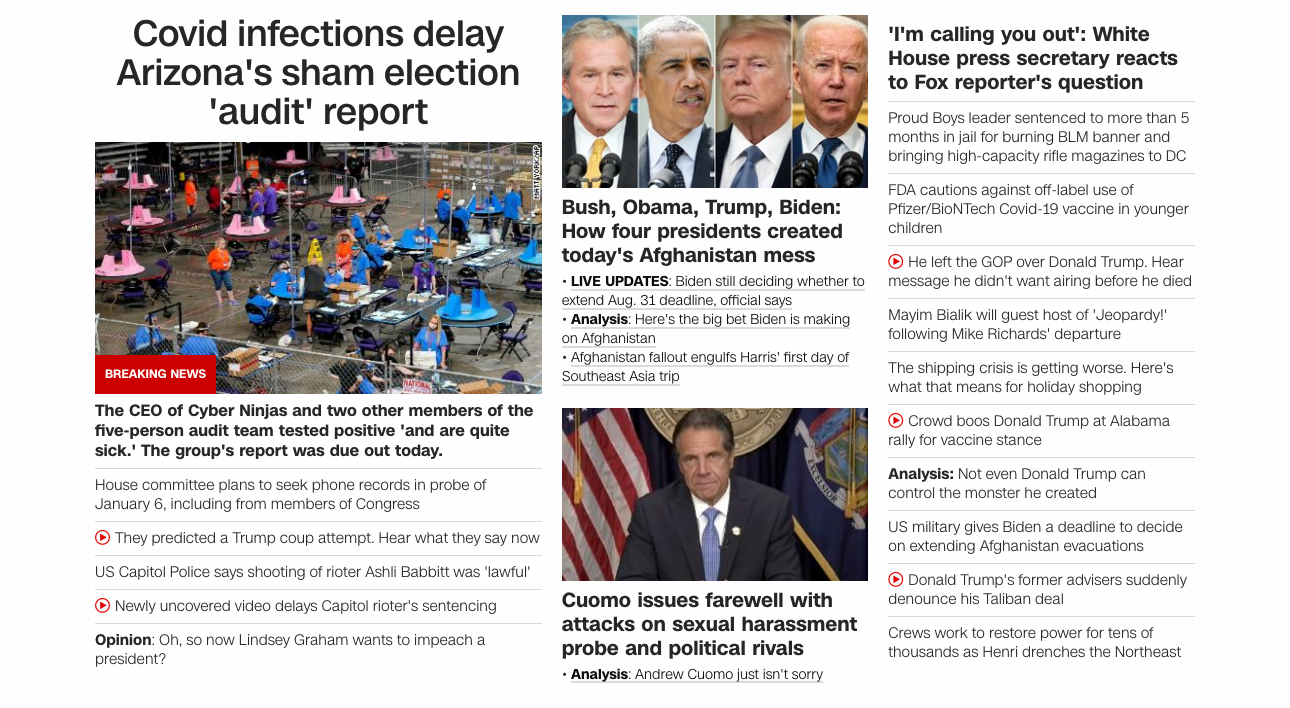 Covid infections delay
Arizona's sham election
'audit' report
MATT YORK/AP
BREAKING NEWS
The CEO of Cyber Ninjas and two other members of the
five-person audit team tested positive 'and are quite
sick.' The group's report was due out today.
House committee plans to seek phone records in probe of
January 6, including from members of Congress
They predicted a Trump coup attempt. Hear what they say now
US Capitol Police says shooting of rioter Ashli Babbitt was 'lawful'
Newly uncovered video delays Capitol rioter's sentencing
Opinion: Oh, so now Lindsey Graham wants to impeach a
president?
Bush, Obama, Trump, Biden:
How four presidents created
today's Afghanistan mess
• LIVE UPDATES: Biden still deciding whether to
extend Aug. 31 deadline, official says
• Analysis: Here's the big bet Biden is making
on Afghanistan
• Afghanistan fallout engulfs Harris' first day of
Southeast Asia trip
EXCELSIOR
Cuomo issues farewell with
attacks on sexual harassment
probe and political rivals
• Analysis: Andrew Cuomo just isn't sorry
'I'm calling you out': White
House press secretary reacts
to Fox reporter's question
Proud Boys leader sentenced to more than 5
months in jail for burning BLM banner and
bringing high-capacity rifle magazines to DC
FDA cautions against off-label use of
Pfizer/BioNTech Covid-19 vaccine in younger
children
He left the GOP over Donald Trump. Hear
message he didn't want airing before he died
Mayim Bialik will guest host of 'Jeopardy!'
following Mike Richards' departure
The shipping crisis is getting worse. Here's
what that means for holiday shopping
Crowd boos Donald Trump at Alabama
rally for vaccine stance
Analysis: Not even Donald Trump can
control the monster he created
US military gives Biden a deadline to decide
on extending Afghanistan evacuations
Donald Trump's former advisers suddenly
denounce his Taliban deal
Crews work to restore power for tens of
thousands as Henri drenches the Northeast